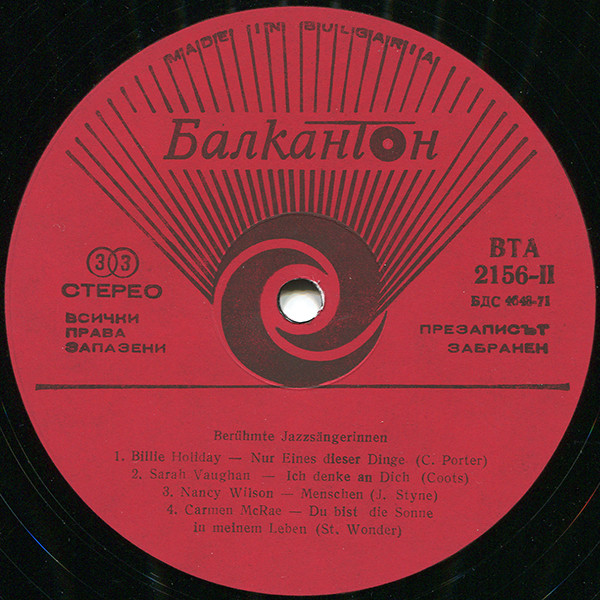 MADE IN BULGARIA
Балкантон
33
СТЕРЕО
ВСИЧКИ
ПРАВА
ЗАПАЗЕНИ
ВТА
2156-II
БДС 4648-71
ПРЕЗАПИСЪТ
ЗАБРАНЕН
Berühmte Jazzsängerinnen
1. Billie Holiday — Nur Eines dieser Dinge (C. Porter)
2. Sarah Vaughan — Ich denke an Dich (Coots)
3. Nancy Wilson — Menschen (J. Styne)
4. Carmen McRae — Du bist die Sonne
in meinem Leben (St. Wonder)